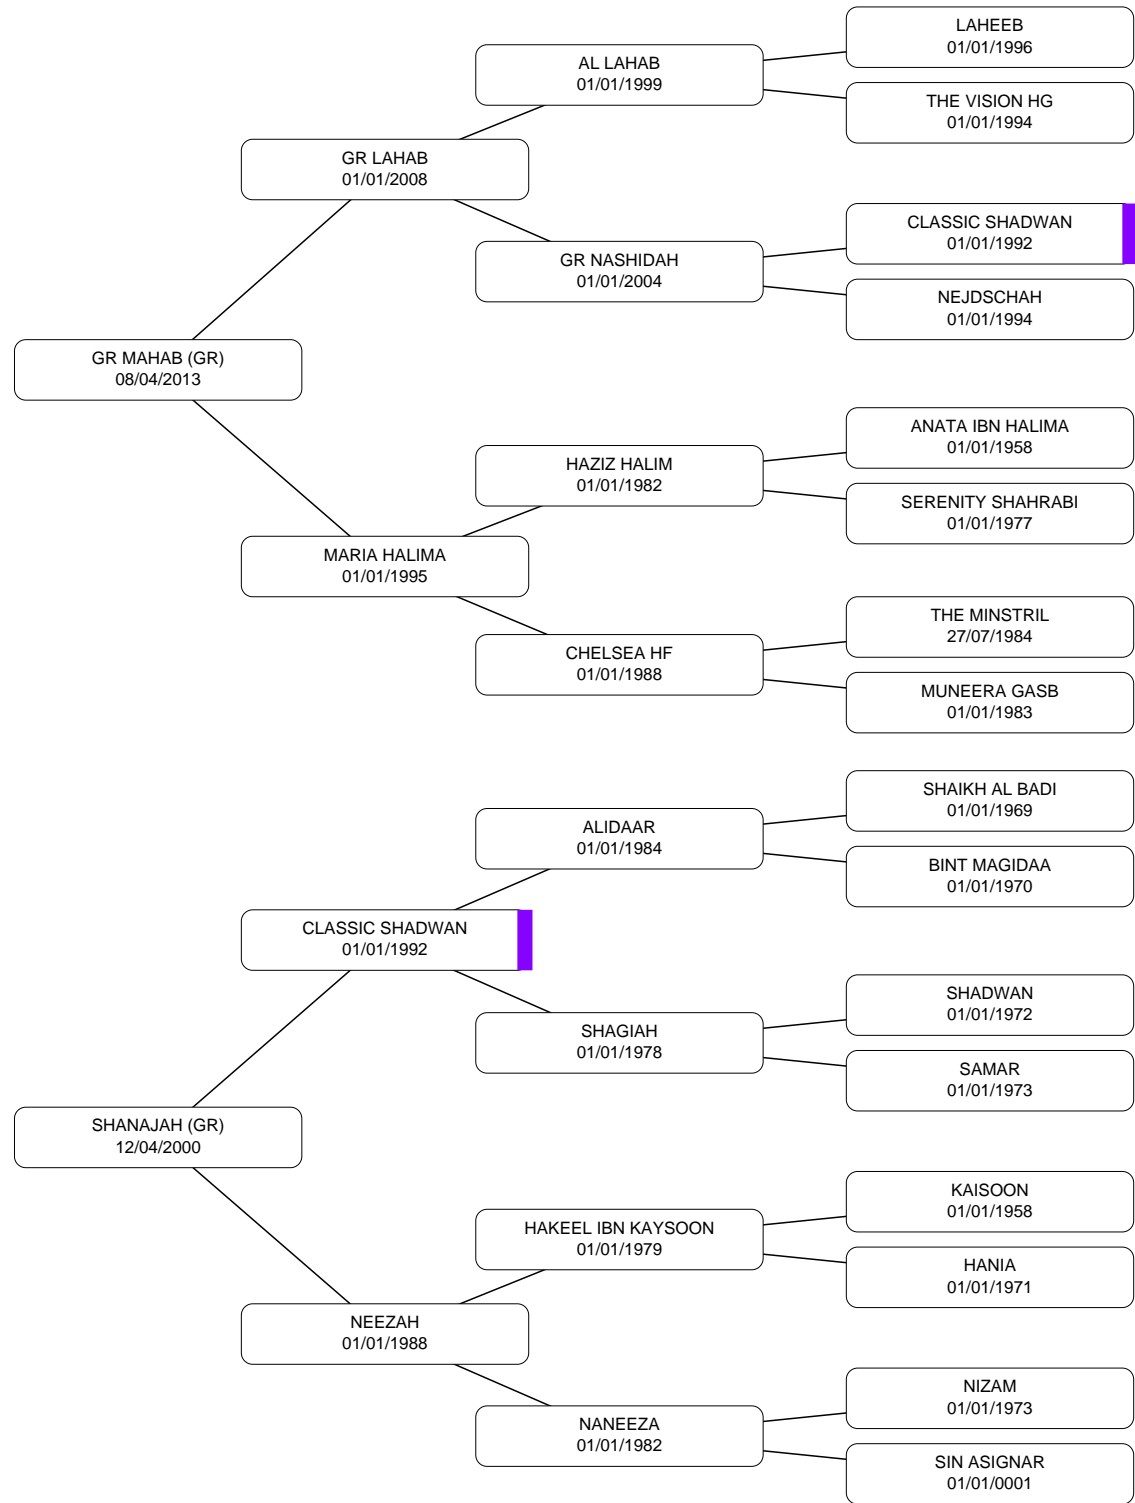 LAHEEB
01/01/1996
AL LAHAB
01/01/1999
THE VISION HG
01/01/1994
GR LAHAB
01/01/2008
CLASSIC SHADWAN
01/01/1992
GR NASHIDAH
01/01/2004
NEJDSCHAH
01/01/1994
GR MAHAB (GR)
08/04/2013
ANATA IBN HALIMA
01/01/1958
HAZIZ HALIM
01/01/1982
SERENITY SHAHRABI
01/01/1977
MARIA HALIMA
01/01/1995
THE MINSTRIL
27/07/1984
CHELSEA HF
01/01/1988
MUNEERA GASB
01/01/1983
SHAIKH AL BADI
01/01/1969
ALIDAAR
01/01/1984
BINT MAGIDAA
01/01/1970
CLASSIC SHADWAN
01/01/1992
SHADWAN
01/01/1972
SHAGIAH
01/01/1978
SAMAR
01/01/1973
SHANAJAH (GR)
12/04/2000
KAISOON
01/01/1958
HAKEEL IBN KAYSOON
01/01/1979
HANIA
01/01/1971
NEEZAH
01/01/1988
NIZAM
01/01/1973
NANEEZA
01/01/1982
SIN ASIGNAR
01/01/0001